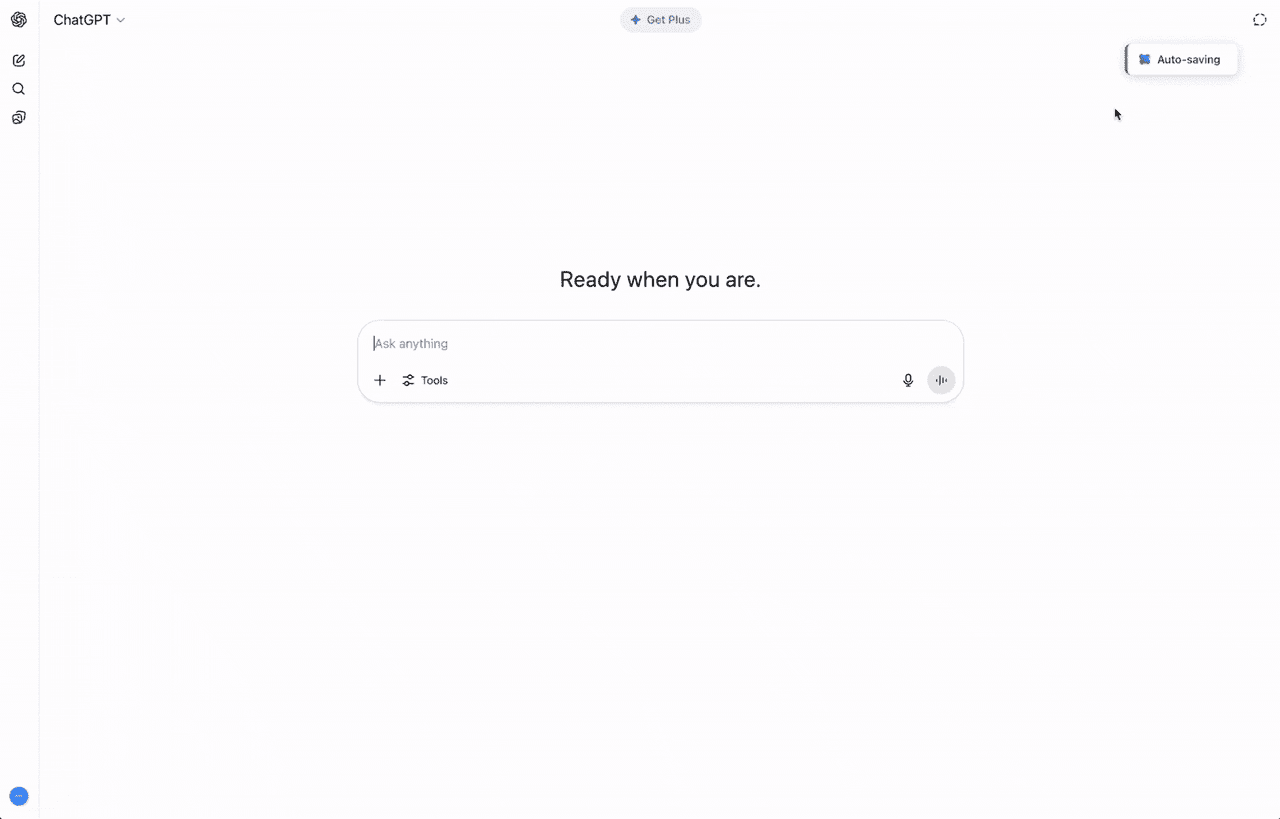 ChatGPT
Get Plus
Auto-saving
Ready when you are.
Ask anything
Tools